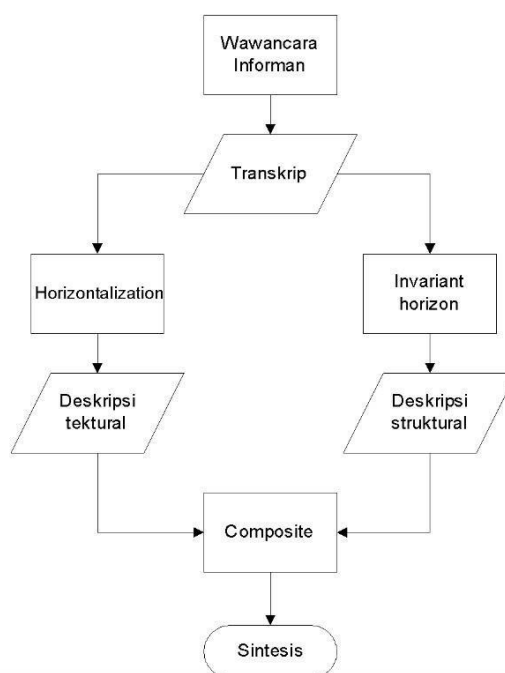 Wawancara
Informan
Transkrip
Horizontalization
Invariant
horizon
Deskripsi
tektural
Deskripsi
struktural
Composite
Sintesis